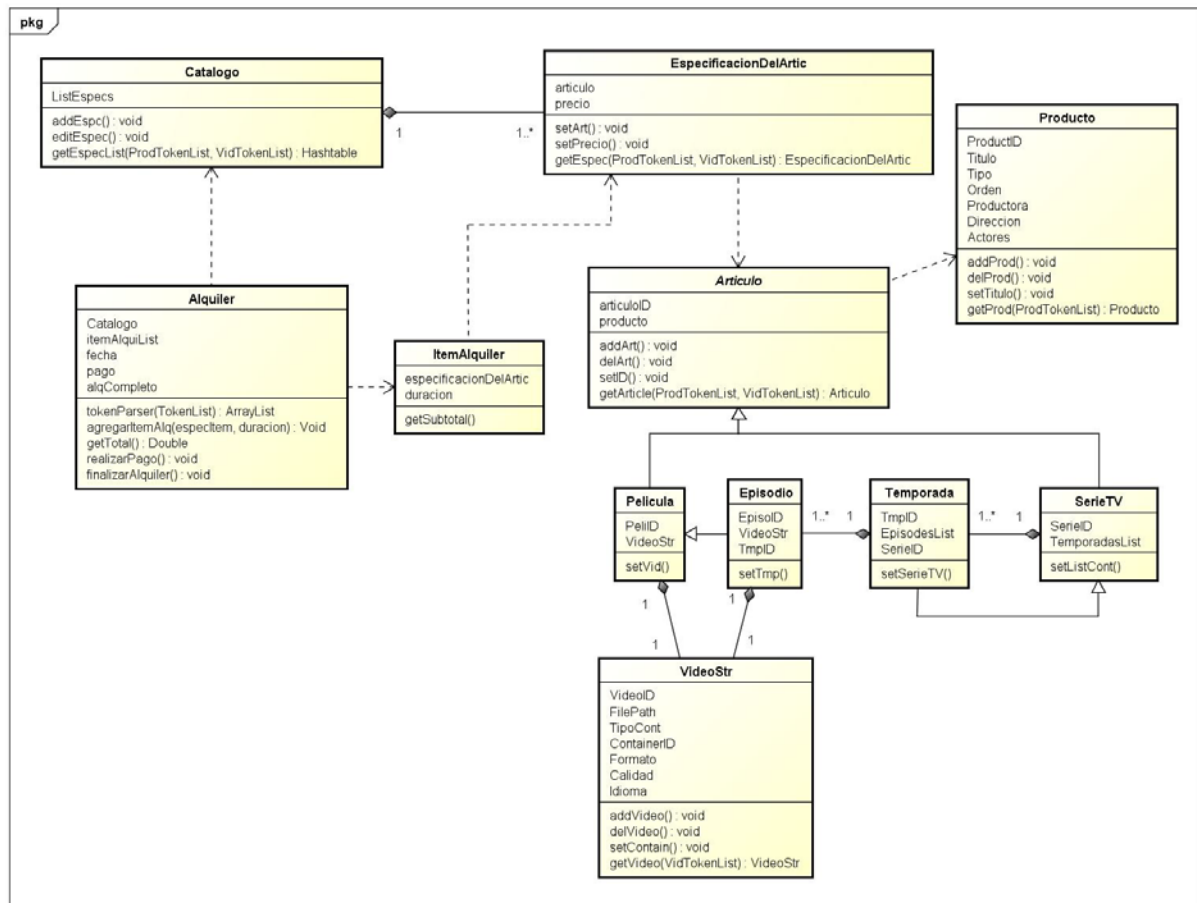 pkg
Catalogo
ListEspecs
addEspc() : void
editEspec() : void
getEspecList(ProdTokenList, VidTokenList) : Hashtable
1
1..*
EspecificacionDelArtic
articulo
precio
setArt() : void
setPrecio() : void
getEspec(ProdTokenList, VidTokenList) : EspecificacionDelArtic
Producto
ProductID
Titulo
Tipo
Orden
Productora
Direccion
Actores
addProd() : void
delProd() : void
setTitulo() : void
getProd(ProdTokenList) : Producto
Alquiler
Catalogo
itemAlquiList
fecha
pago
alqCompleto
tokenParser(TokenList) : ArrayList
agregarItemAlq(especItem, duracion) : Void
getTotal() : Double
realizarPago() : void
finalizarAlquiler() : void
ItemAlquiler
especificacionDelArtic
duracion
getSubtotal()
Articulo
articuloID
producto
addArt() : void
delArt() : void
setID() : void
getArticle(ProdTokenList, VidTokenList) : Articulo
Pelicula
PeliID
VideoStr
setVid()
Episodio
EpisoID
VideoStr
TmpID
setTmp()
1..*
1
Temporada
TmpID
EpisodesList
SerieID
setSerieTV()
1..*
1
SerieTV
SerieID
TemporadasList
setListCont()
1
1
1
1
VideoStr
VideoID
FilePath
TipoCont
ContainerID
Formato
Calidad
Idioma
addVideo() : void
delVideo() : void
setContain() : void
getVideo(VidTokenList) : VideoStr